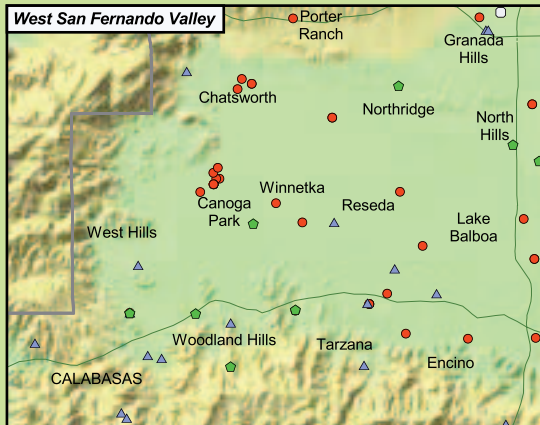 West San Fernando Valley
Porter
Ranch
Granada
Hills
Chatsworth
Northridge
North
Hills
Winnetka
Canoga
Park
Reseda
Lake
Balboa
West Hills
Woodland Hills
Tarzana
Encino
CALABASAS